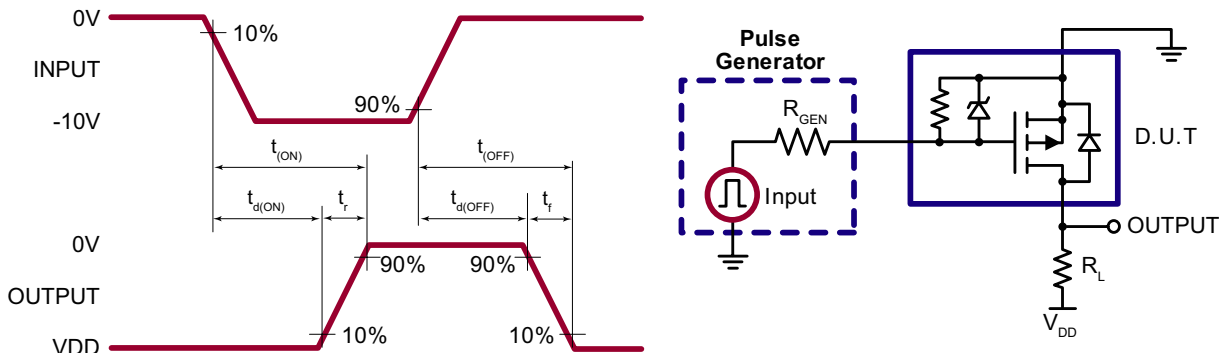 0V
10%
INPUT
90%
-10V
t(ON)
t(OFF)
td(ON)
tr
td(OFF)
tf
0V
90%
90%
OUTPUT
10%
10%
VDD
Pulse
Generator
RGEN
Input
D.U.T
OUTPUT
RL
VDD